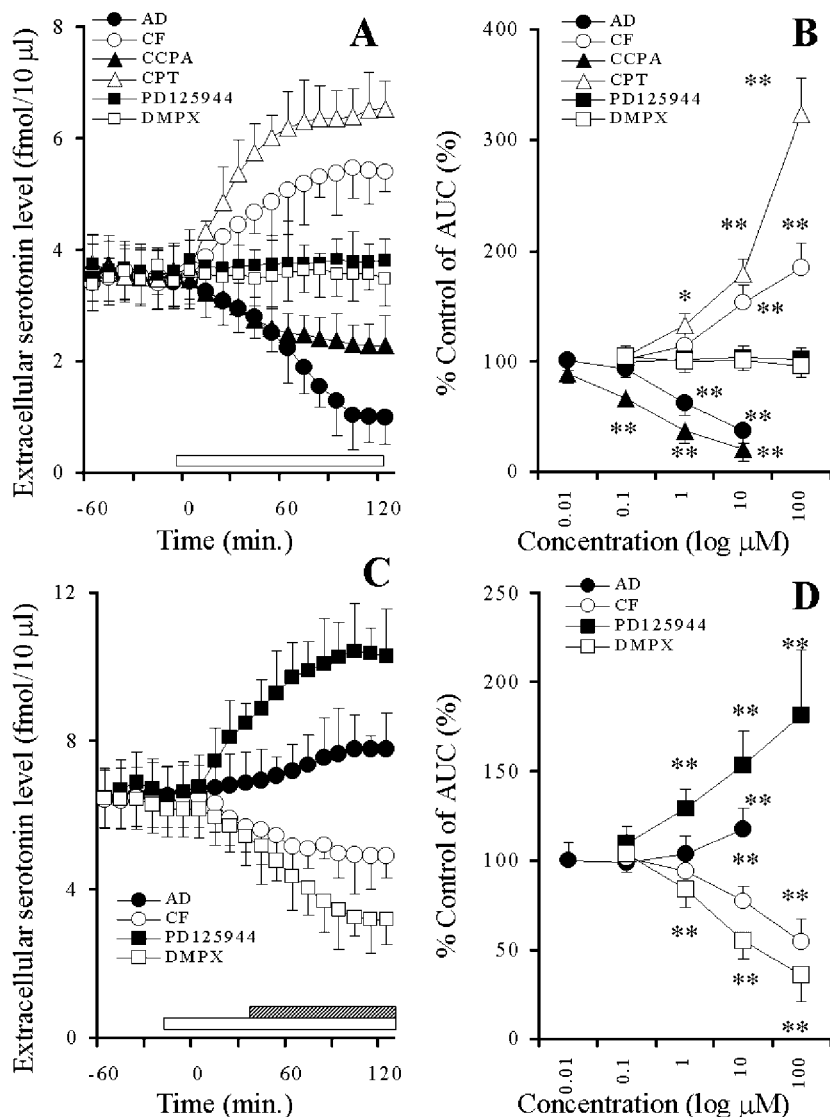 A
AD
CF
CCPA
CPT
PD125944
DMPX
Extracellular serotonin level (fmol/10 μl)
8
6
4
2
0
-60
0
60
120
Time (min.)
B
AD
CF
CCPA
CPT
PD125944
DMPX
% Control of AUC (%)
400
300
200
100
0
**
**
**
*
**
**
**
**
**
**
0.01
0.1
1
10
100
Concentration (log μM)
C
Extracellular serotonin level (fmol/10 μl)
12
8
4
0
AD
CF
PD125944
DMPX
-60
0
60
120
Time (min.)
D
AD
CF
PD125944
DMPX
% Control of AUC (%)
250
200
150
100
50
0
**
**
**
**
**
**
**
**
**
0.01
0.1
1
10
100
Concentration (log μM)